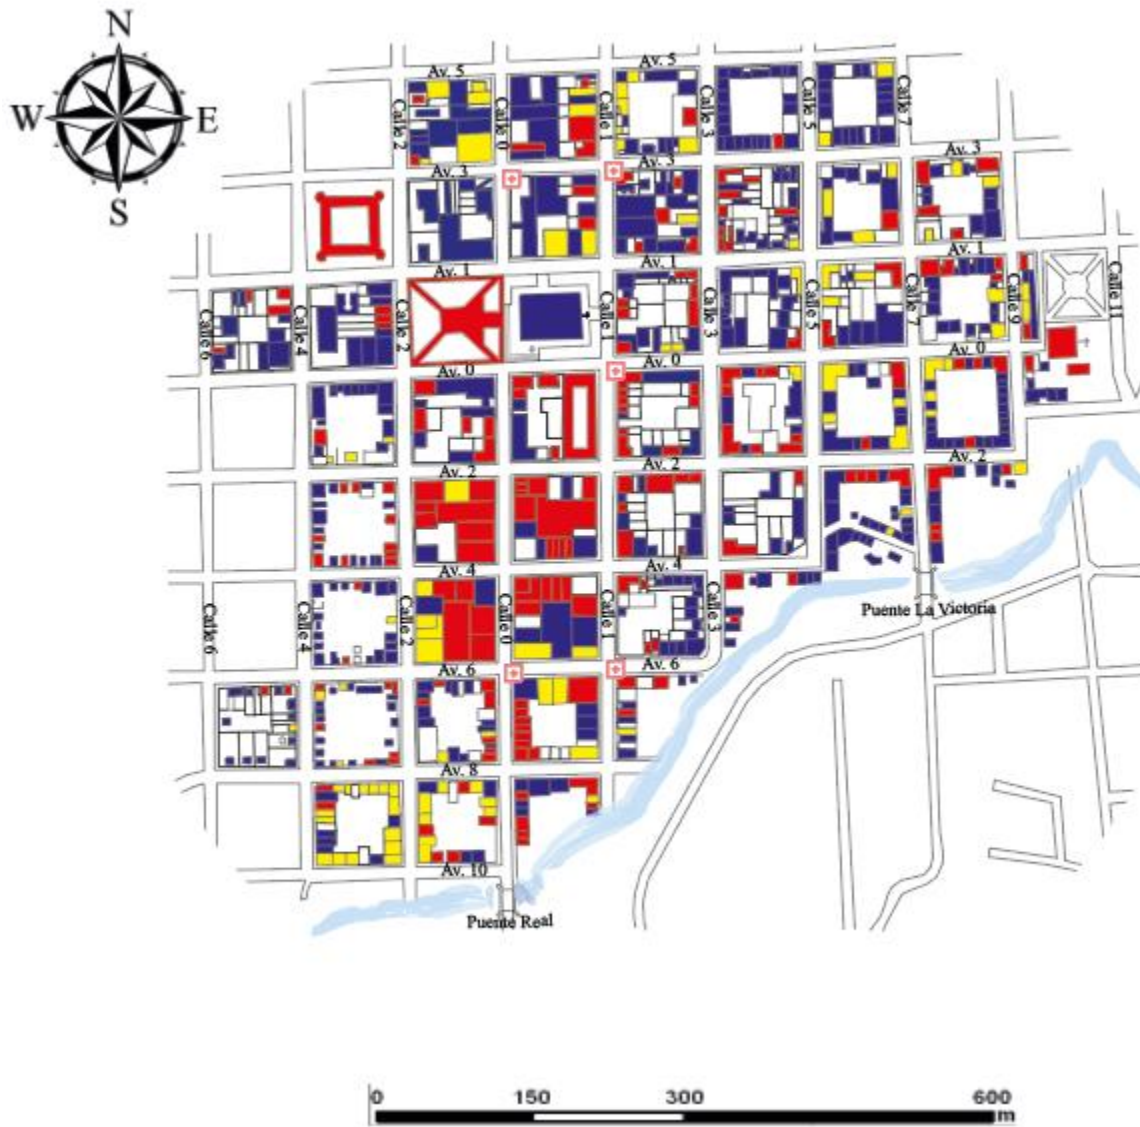 N
W E
S
Av. 5 Av. 5
Calle 2 Calle 0 Calle 1 Calle 3 Calle 5 Calle 7
Av. 3 Av. 3 Av. 3
Av. 1 Av. 1 Av. 1
Calle 6 Calle 4 Calle 2 Calle 1 Calle 3 Calle 5 Calle 7 Calle 9 Calle 11
Av. 0 Av. 0 Av. 0
Av. 2 Av. 2 Av. 2
Av. 4 Av. 4
Calle 6 Calle 4 Calle 2 Calle 0 Calle 1 Calle 3
Puente La Victoria
Av. 6 Av. 6
Av. 8
Av. 10
Puente Real
0 150 300 600
m